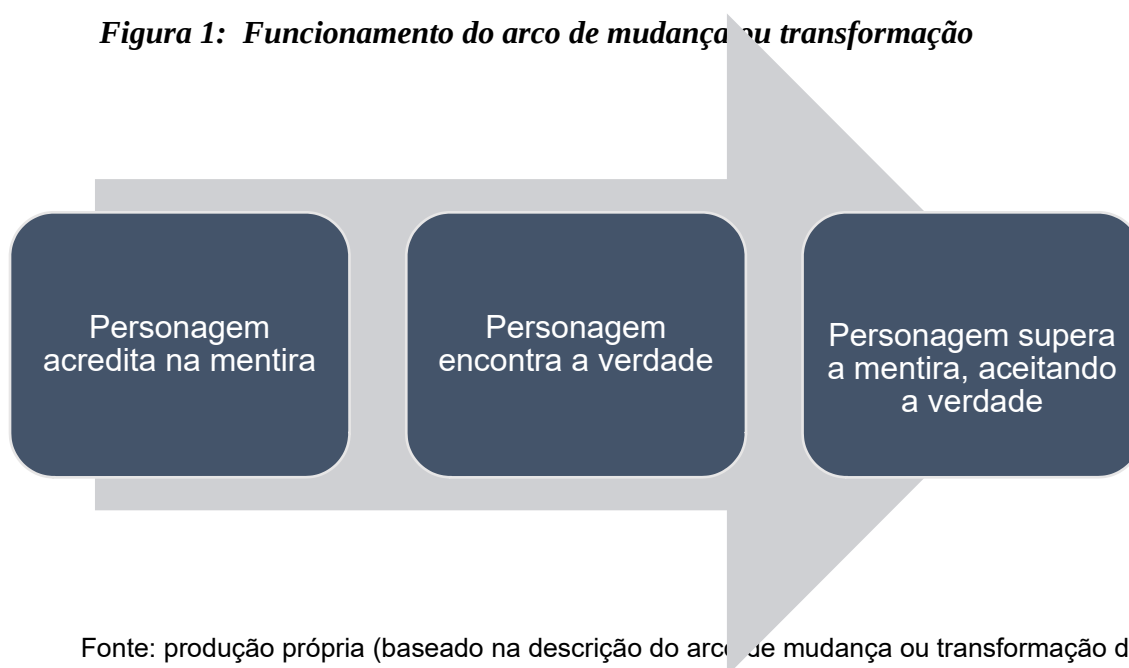 Figura 1: Funcionamento do arco de mudança ou transformação
Personagem
acredita na mentira
Personagem
encontra a verdade
Personagem supera
a mentira, aceitando
a verdade
Fonte: produção própria (baseado na descrição do arco de mudança ou transformação d